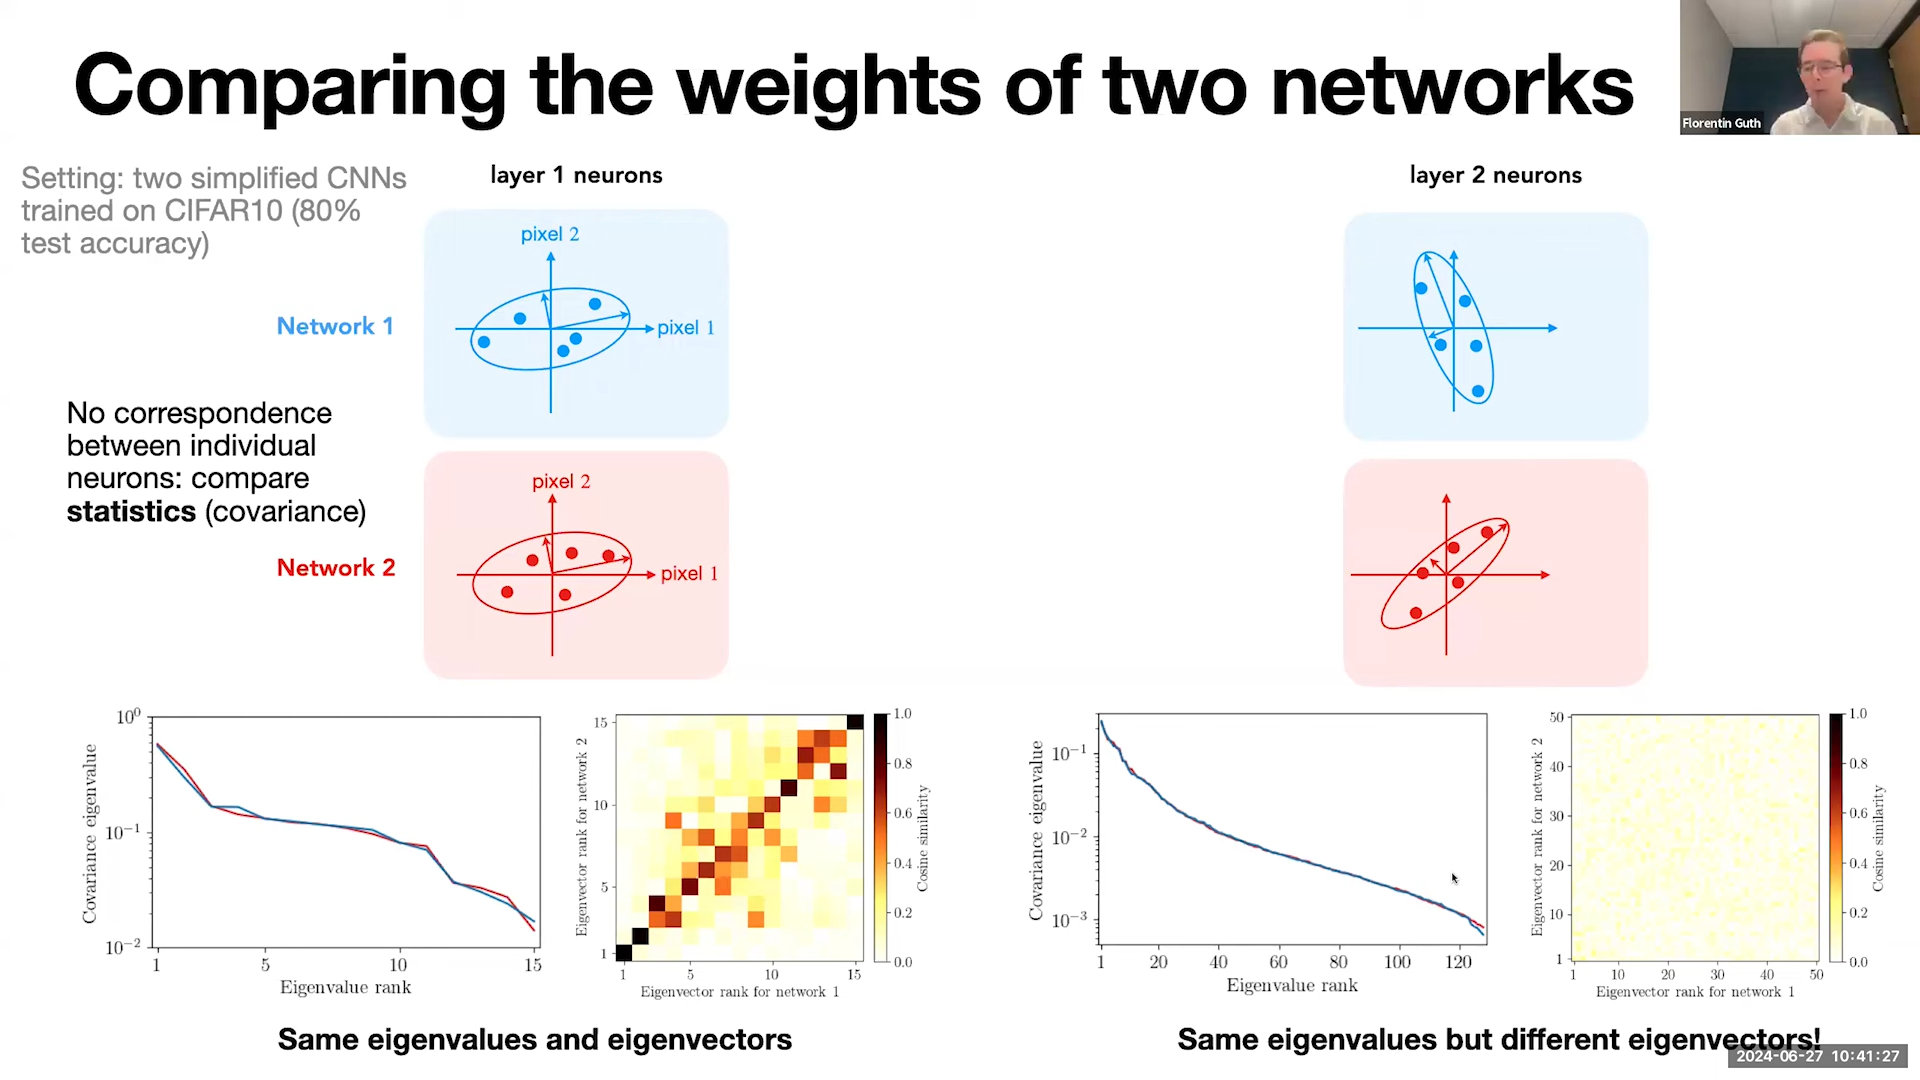 Comparing the weights of two networks
Florentin Guth
Setting: two simplified CNNs
trained on CIFAR10 (80%
test accuracy)
layer 1 neurons
layer 2 neurons
Network 1
pixel 2
pixel 1
No correspondence
between individual
neurons: compare
statistics (covariance)
Network 2
pixel 2
pixel 1
Covariance eigenvalue
10⁰
10⁻¹
10⁻²
1 5 10 15
Eigenvalue rank
Eigenvector rank for network 2
15
10
5
1
1 5 10 15
Eigenvector rank for network 1
1.0
0.8
0.6
0.4
0.2
0.0
Cosine similarity
Covariance eigenvalue
10⁻¹
10⁻²
10⁻³
1 20 40 60 80 100 120
Eigenvalue rank
Eigenvector rank for network 2
50
40
30
20
10
1
1 10 20 30 40 50
Eigenvector rank for network 1
1.0
0.8
0.6
0.4
0.2
0.0
Cosine similarity
Same eigenvalues and eigenvectors
Same eigenvalues but different eigenvectors!
2024-06-27 10:41:27